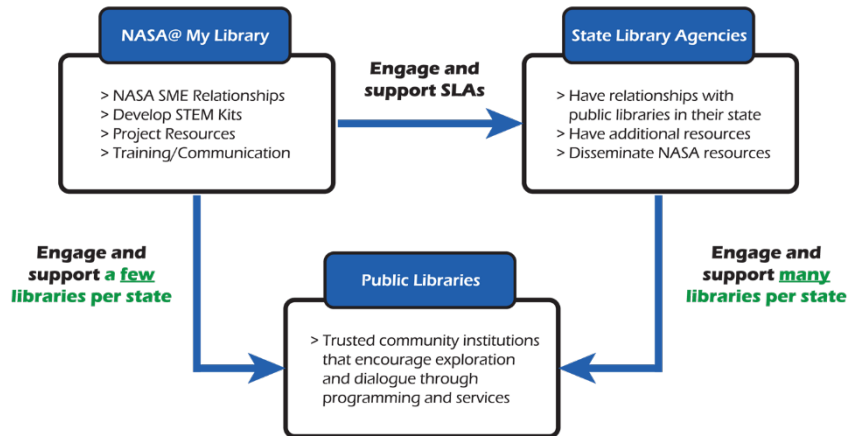 NASA@ My Library
> NASA SME Relationships
> Develop STEM Kits
> Project Resources
> Training/Communication
Engage and
support SLAs
State Library Agencies
> Have relationships with
public libraries in their state
> Have additional resources
> Disseminate NASA resources
Engage and
support a few
libraries per state
Engage and
support many
libraries per state
Public Libraries
> Trusted community institutions
that encourage exploration
and dialogue through
programming and services